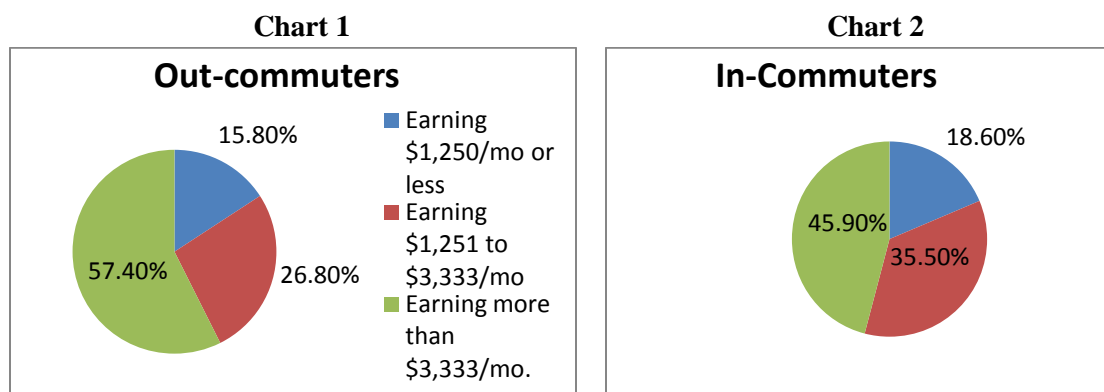 Chart 1
Out-commuters
15.80%
26.80%
57.40%
Earning
$1,250/mo or
less
Earning
$1,251 to
$3,333/mo
Earning more
than
$3,333/mo.
Chart 2
In-Commuters
18.60%
35.50%
45.90%